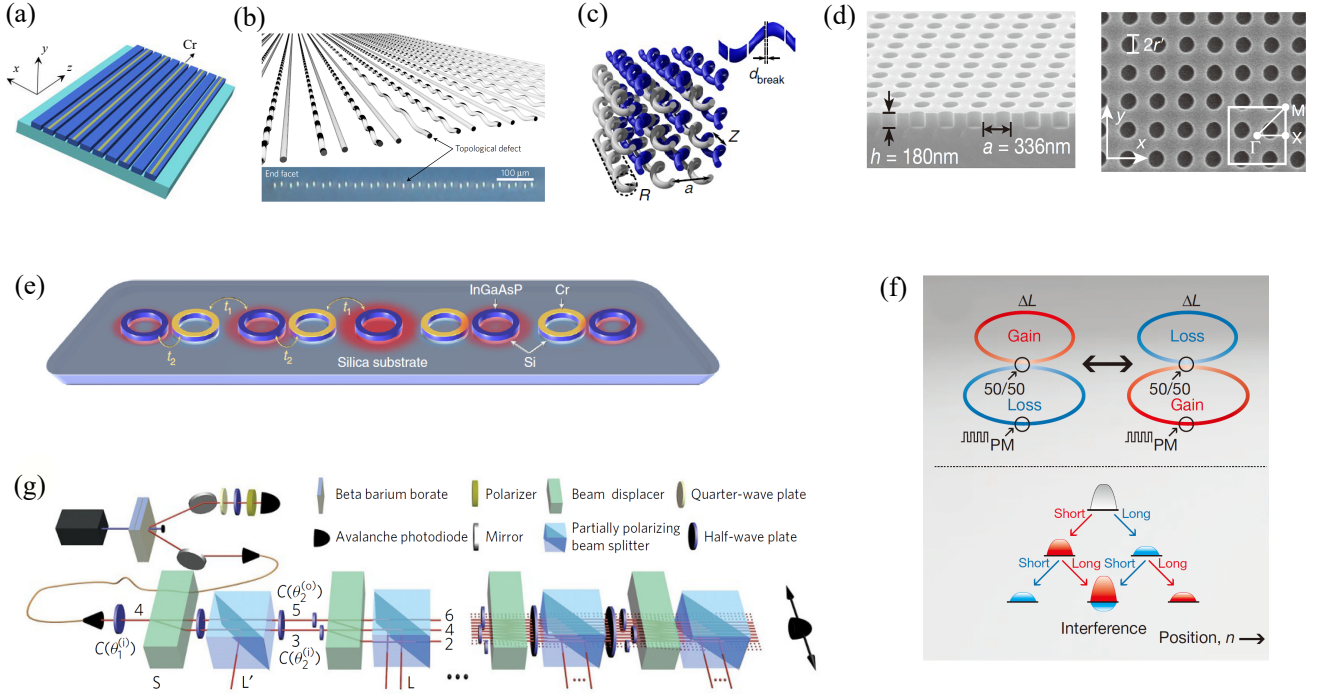 (a)
Cr
y
x
z
(b)
Topological defect
End facet
100 μm
(c)
d_break
Z
R
a
(d)
h = 180nm
a = 336nm
2r'
M
X
Γ
y
x
(e)
InGaAsP
Cr
t₁
t₁
t₂
t₂
Silica substrate
Si
(f)
ΔL
ΔL
Gain
Loss
50/50
50/50
Loss
Gain
PM
PM
Short
Long
Short
Long
Short
Long
Interference
Position, n
(g)
Beta barium borate
Polarizer
Beam displacer
Quarter-wave plate
Avalanche photodiode
Mirror
Partially polarizing
beam splitter
Half-wave plate
4
C(θ₁⁽ⁱ⁾)
S
L′
C(θ₂⁽ᵒ⁾)
5
3
C(θ₂⁽ⁱ⁾)
6
4
2
L
•••
•••
•••